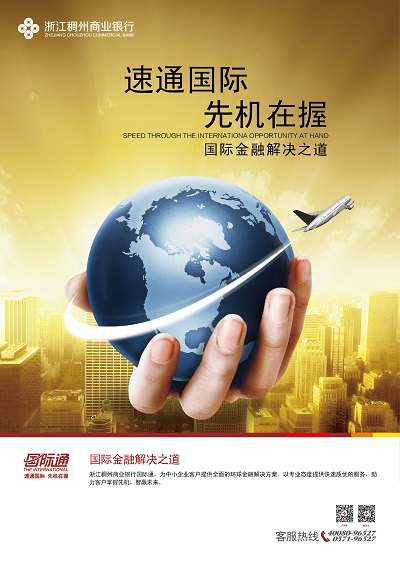 浙江稠州商业银行
ZHEJIANG CHOUZHOU COMMERCIAL BANK
速通国际
先机在握
SPEED THROUGH THE INTERNATIONA OPPORTUNITY AT HAND
国际金融解决之道
国际通
THE INTERNATIONAL
速通国际 先机在握
国际金融解决之道
浙江稠州商业银行国际通，为中小企业客户提供全面的环球金融解决方案，以专业态度提供快速质优的服务，助
力客户掌握先机，智赢未来。
客服热线
40080-96527
0571-96527